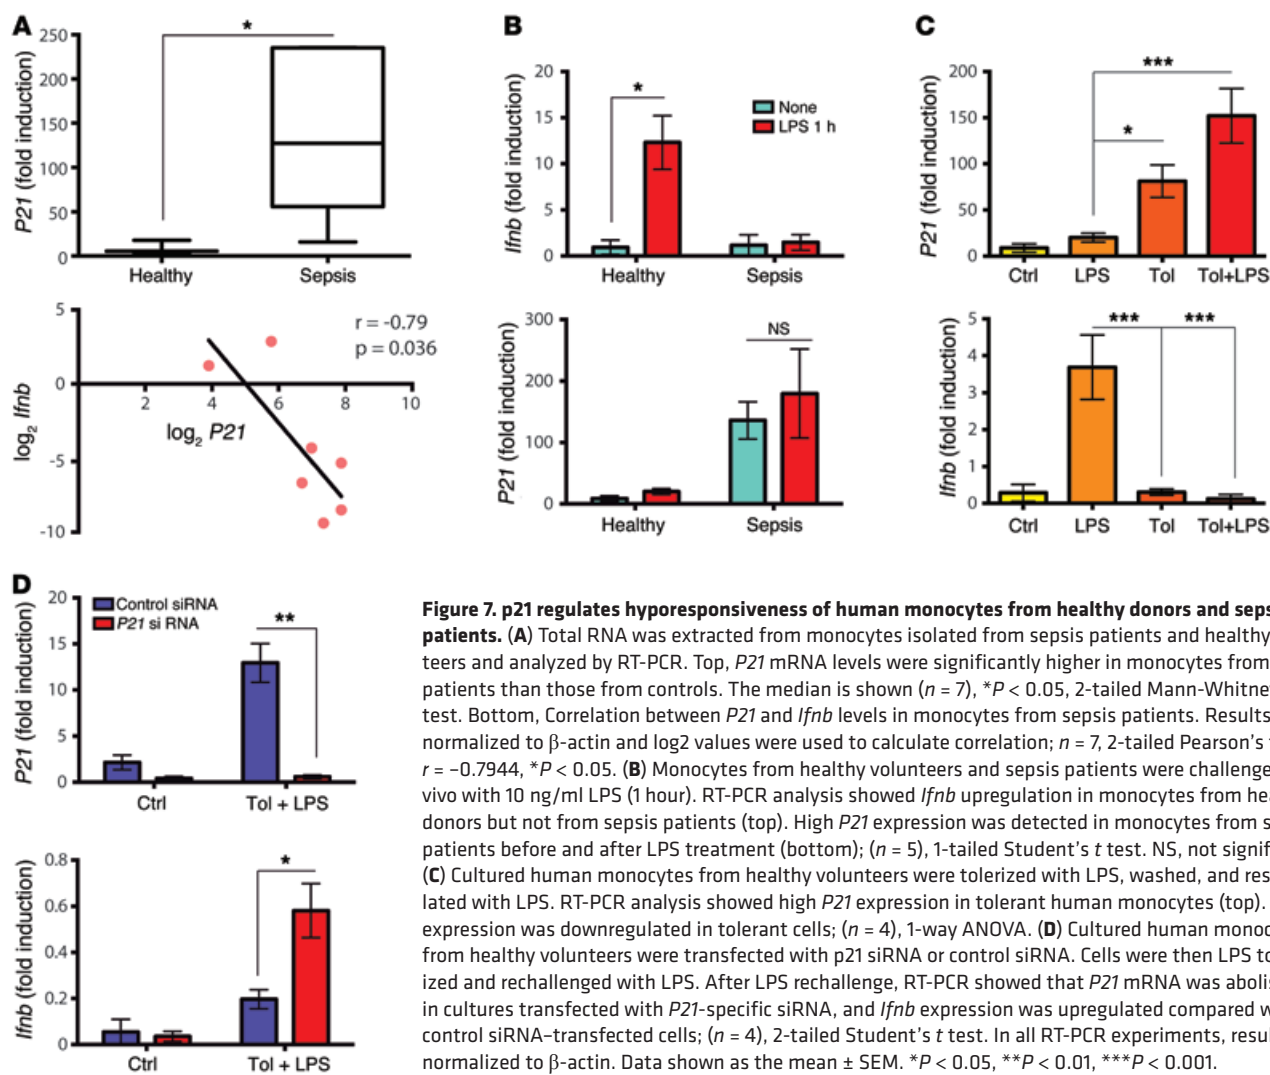 A
250
200
150
100
50
0
P21 (fold induction)
*
Healthy
Sepsis
5
0
-5
-10
log2 Ifnb
2
4
6
8
10
log2 P21
r = -0.79
p = 0.036
B
20
15
10
5
0
Ifnb (fold induction)
*
None
LPS 1 h
Healthy
Sepsis
300
200
100
0
P21 (fold induction)
NS
Healthy
Sepsis
C
200
150
100
50
0
P21 (fold induction)
***
*
Ctrl
LPS
Tol
Tol+LPS
5
4
3
2
1
0
Ifnb (fold induction)
***
***
Ctrl
LPS
Tol
Tol+LPS
D
20
15
10
5
0
P21 (fold induction)
Control siRNA
P21 si RNA
**
Ctrl
Tol + LPS
0.8
0.6
0.4
0.2
0
Ifnb (fold induction)
*
Ctrl
Tol + LPS
Figure 7. p21 regulates hyporesponsiveness of human monocytes from healthy donors and seps
patients. (A) Total RNA was extracted from monocytes isolated from sepsis patients and healthy
teers and analyzed by RT-PCR. Top, P21 mRNA levels were significantly higher in monocytes from
patients than those from controls. The median is shown (n = 7), *P < 0.05, 2-tailed Mann-Whitney
test. Bottom, Correlation between P21 and Ifnb levels in monocytes from sepsis patients. Results
normalized to β-actin and log2 values were used to calculate correlation; n = 7, 2-tailed Pearson's
r = –0.7944, *P < 0.05. (B) Monocytes from healthy volunteers and sepsis patients were challenge
vivo with 10 ng/ml LPS (1 hour). RT-PCR analysis showed Ifnb upregulation in monocytes from hea
donors but not from sepsis patients (top). High P21 expression was detected in monocytes from s
patients before and after LPS treatment (bottom); (n = 5), 1-tailed Student's t test. NS, not signif
(C) Cultured human monocytes from healthy volunteers were tolerized with LPS, washed, and res
lated with LPS. RT-PCR analysis showed high P21 expression in tolerant human monocytes (top).
expression was downregulated in tolerant cells; (n = 4), 1-way ANOVA. (D) Cultured human monoc
from healthy volunteers were transfected with p21 siRNA or control siRNA. Cells were then LPS to
ized and rechallenged with LPS. After LPS rechallenge, RT-PCR showed that P21 mRNA was abolis
in cultures transfected with P21-specific siRNA, and Ifnb expression was upregulated compared w
control siRNA–transfected cells; (n = 4), 2-tailed Student's t test. In all RT-PCR experiments, resul
normalized to β-actin. Data shown as the mean ± SEM. *P < 0.05, **P < 0.01, ***P < 0.001.